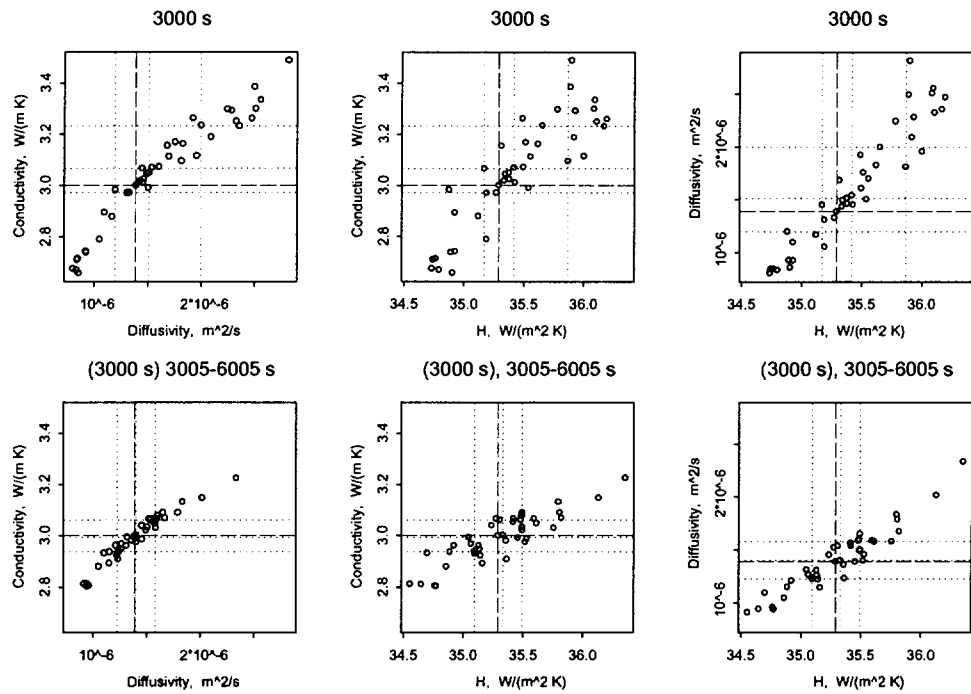 3000 s
3000 s
3000 s
Conductivity, W/(m K)
3.4
3.2
3.0
2.8
10^-6
2*10^-6
Diffusivity, m^2/s
Conductivity, W/(m K)
3.4
3.2
3.0
2.8
34.5
35.0
35.5
36.0
H, W/(m^2 K)
Diffusivity, m^2/s
2*10^-6
10^-6
34.5
35.0
35.5
36.0
H, W/(m^2 K)
(3000 s) 3005-6005 s
(3000 s), 3005-6005 s
(3000 s), 3005-6005 s
Conductivity, W/(m K)
3.4
3.2
3.0
2.8
10^-6
2*10^-6
Diffusivity, m^2/s
Conductivity, W/(m K)
3.4
3.2
3.0
2.8
34.5
35.0
35.5
36.0
H, W/(m^2 K)
Diffusivity, m^2/s
2*10^-6
10^-6
34.5
35.0
35.5
36.0
H, W/(m^2 K)